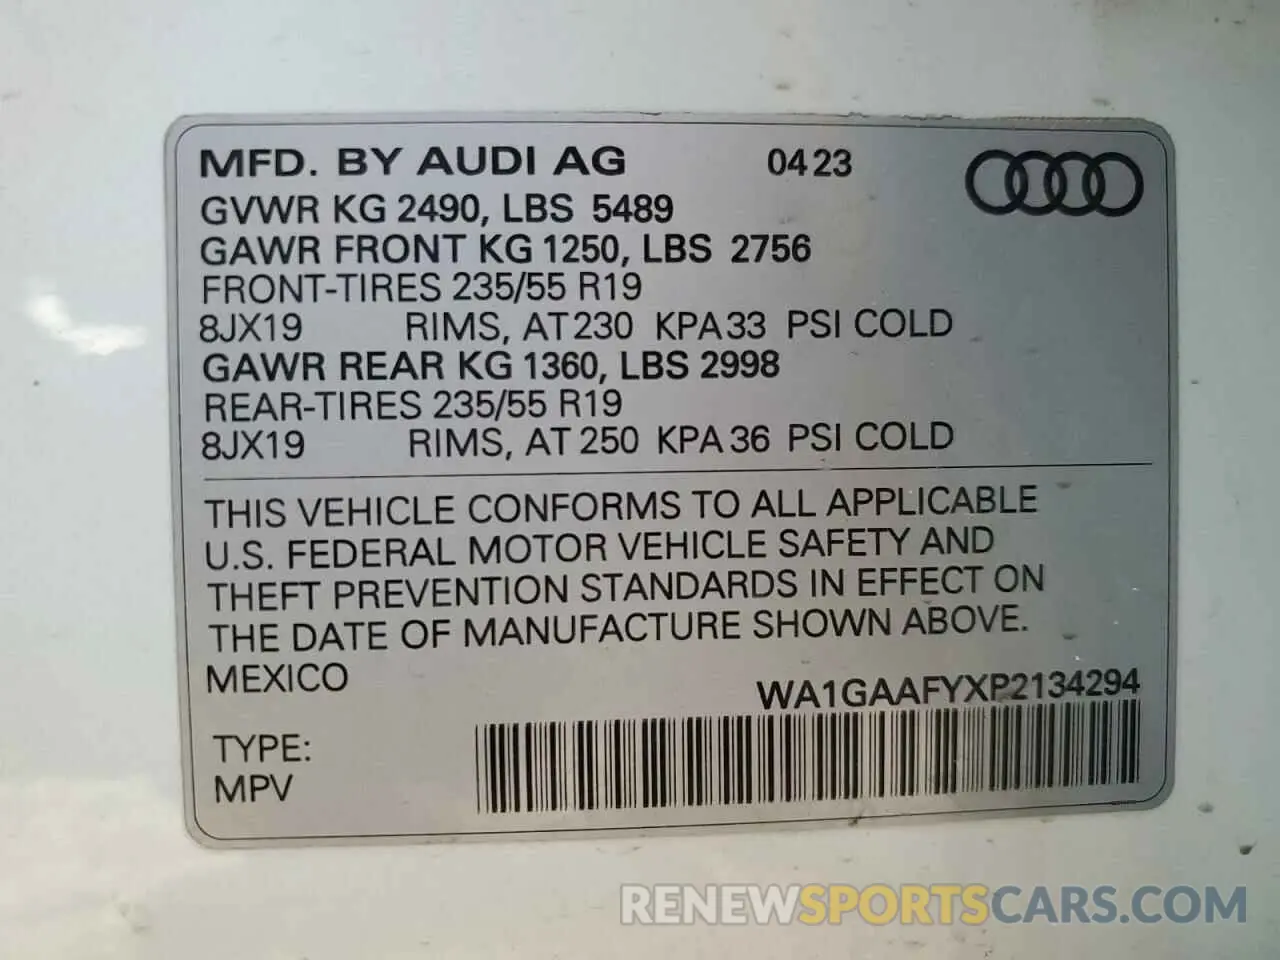 MFD. BY AUDI AG 04 23
GVWR KG 2490, LBS 5489
GAWR FRONT KG 1250, LBS 2756
FRONT-TIRES 235/55 R19
8JX19 RIMS, AT 230 KPA 33 PSI COLD
GAWR REAR KG 1360, LBS 2998
REAR-TIRES 235/55 R19
8JX19 RIMS, AT 250 KPA 36 PSI COLD
THIS VEHICLE CONFORMS TO ALL APPLICABLE
U.S. FEDERAL MOTOR VEHICLE SAFETY AND
THEFT PREVENTION STANDARDS IN EFFECT ON
THE DATE OF MANUFACTURE SHOWN ABOVE.
MEXICO
WA1GAAFYXP2134294
TYPE:
MPV
RENEWSPORTSCARS.COM